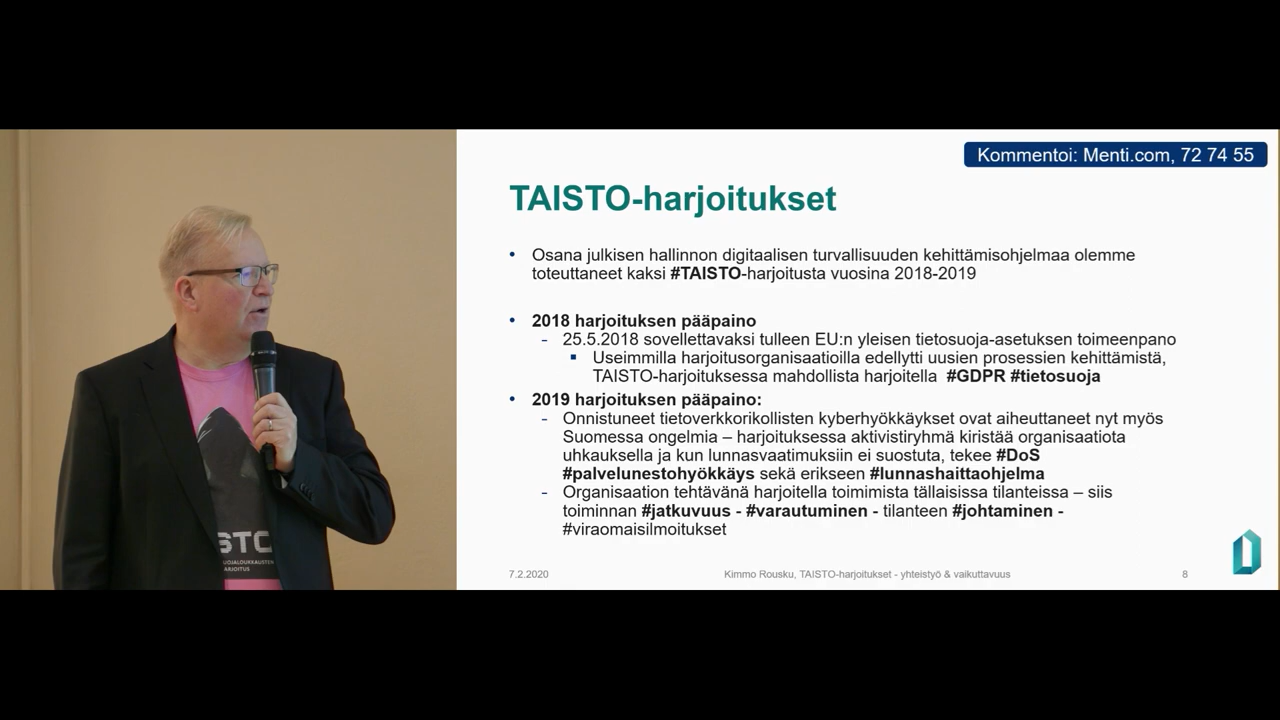 Kommentoi: Menti.com, 72 74 55
TAISTO-harjoitukset
• Osana julkisen hallinnon digitaalisen turvallisuuden kehittämisohjelmaa olemme
toteuttaneet kaksi #TAISTO-harjoitusta vuosina 2018-2019
• 2018 harjoituksen pääpaino
- 25.5.2018 sovellettavaksi tulleen EU:n yleisen tietosuoja-asetuksen toimeenpano
▪ Useimmilla harjoitusorganisaatioilla edellytti uusien prosessien kehittämistä,
TAISTO-harjoituksessa mahdollista harjoitella #GDPR #tietosuoja
• 2019 harjoituksen pääpaino:
- Onnistuneet tietoverkkorikollisten kyberhyökkäykset ovat aiheuttaneet nyt myös
Suomessa ongelmia – harjoituksessa aktivistiryhmä kiristää organisaatiota
uhkauksella ja kun lunnasvaatimuksiin ei suostuta, tekee #DoS
#palvelunestohyökkäys sekä erikseen #lunnashaittaohjelma
- Organisaation tehtävänä harjoitella toimimista tällaisissa tilanteissa – siis
toiminnan #jatkuvuus - #varautuminen - tilanteen #johtaminen -
#viraomaisilmoitukset
7.2.2020 Kimmo Rousku, TAISTO-harjoitukset - yhteistyö & vaikuttavuus 8
STO
UOJALOUKKAUSTEN
ARJOITUS